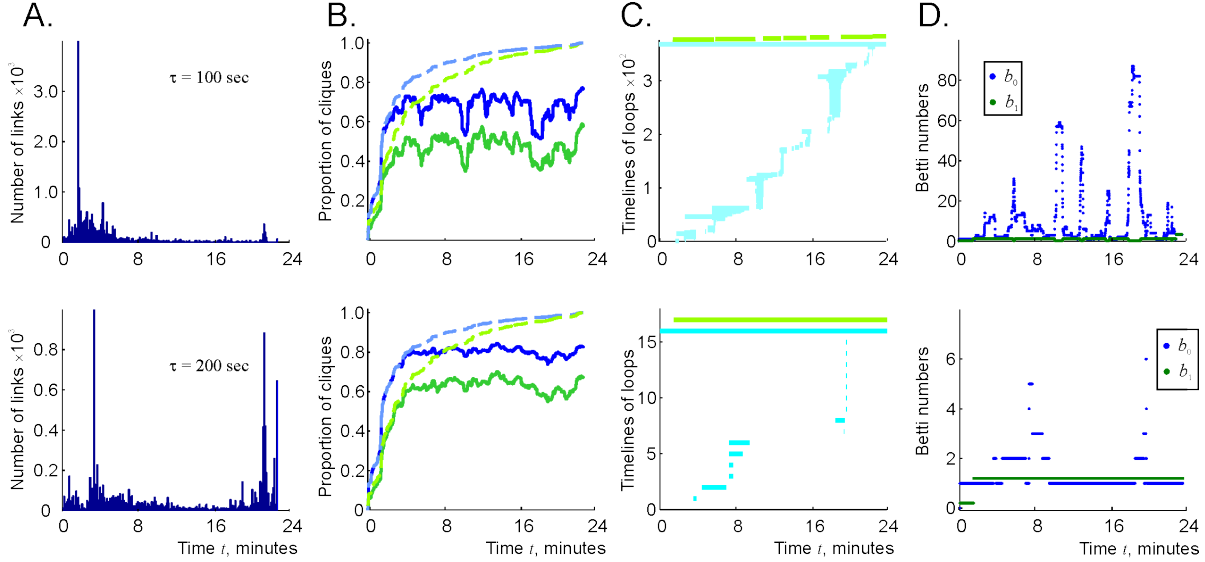 A.
B.
C.
D.
Number of links ×10³
3.0
2.0
1.0
0
τ = 100 sec
0 8 16 24
Proportion of cliques
1.0
0.8
0.6
0.4
0.2
0 8 16 24
Timelines of loops ×10²
3
2
1
0
0 8 16 24
Betti numbers
80
60
40
20
0
b₀
b₁
0 8 16 24
Number of links ×10³
0.8
0.6
0.4
0.2
0
τ = 200 sec
0 8 16 24
Time t, minutes
Proportion of cliques
1.0
0.8
0.6
0.4
0.2
0
0 8 16 24
Time t, minutes
Timelines of loops
15
10
5
0
0 8 16 24
Time t, minutes
Betti numbers
6
4
2
0
b₀
b₁
0 8 16 24
Time t, minutes